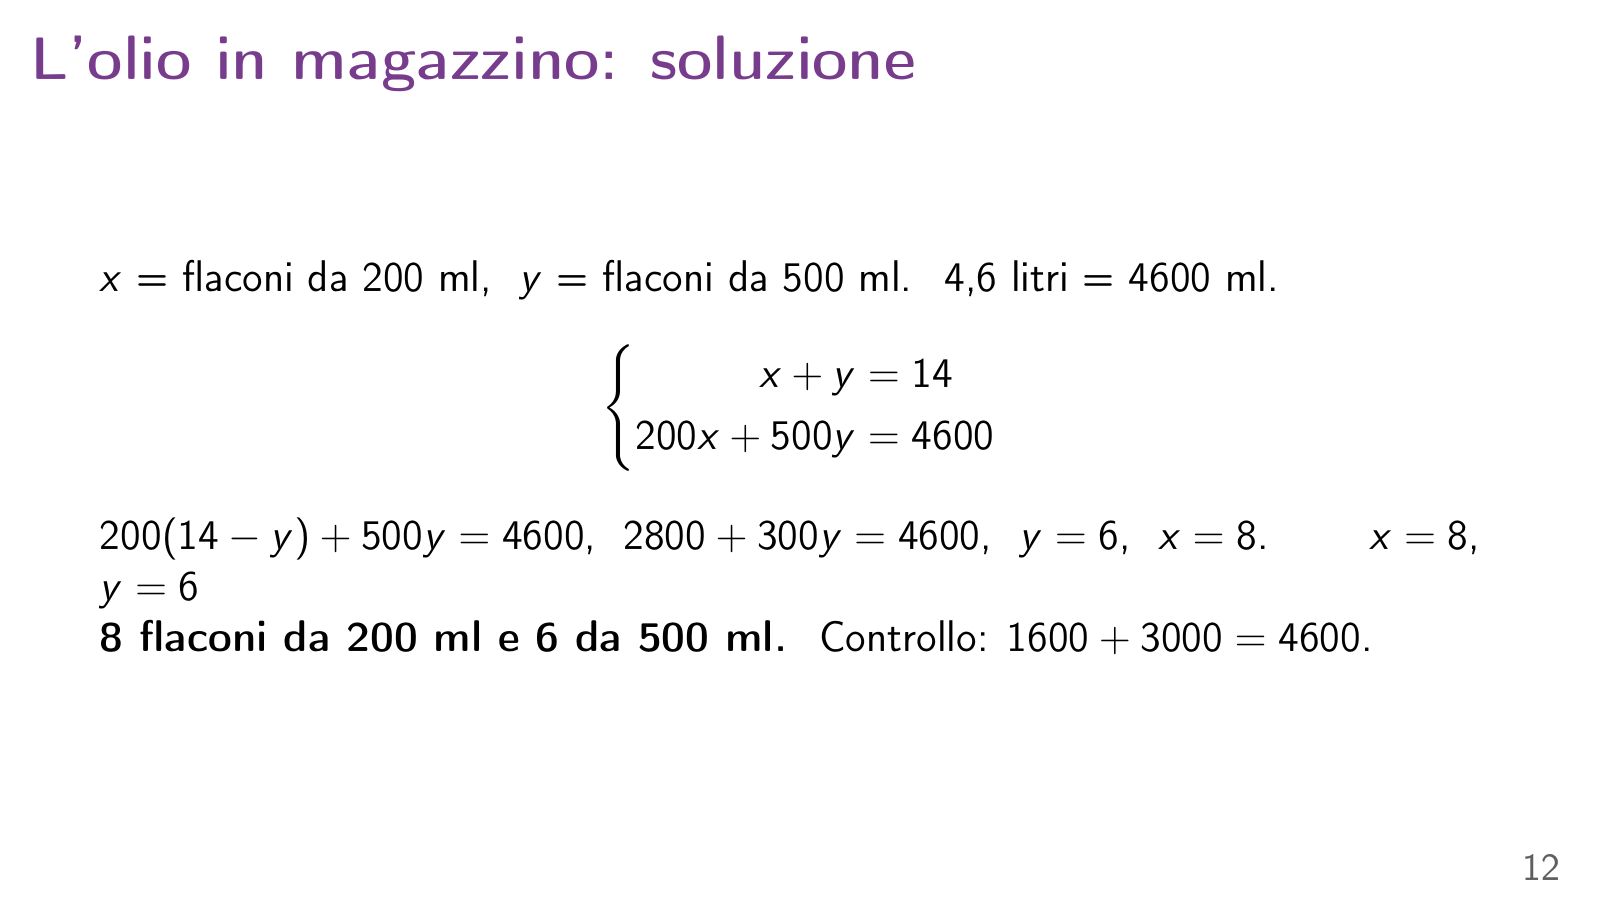 L'olio in magazzino: soluzione
x = flaconi da 200 ml, y = flaconi da 500 ml. 4,6 litri = 4600 ml.
x + y = 14
200x + 500y = 4600
200(14 − y) + 500y = 4600, 2800 + 300y = 4600, y = 6, x = 8. x = 8,
y = 6
8 flaconi da 200 ml e 6 da 500 ml. Controllo: 1600 + 3000 = 4600.
12